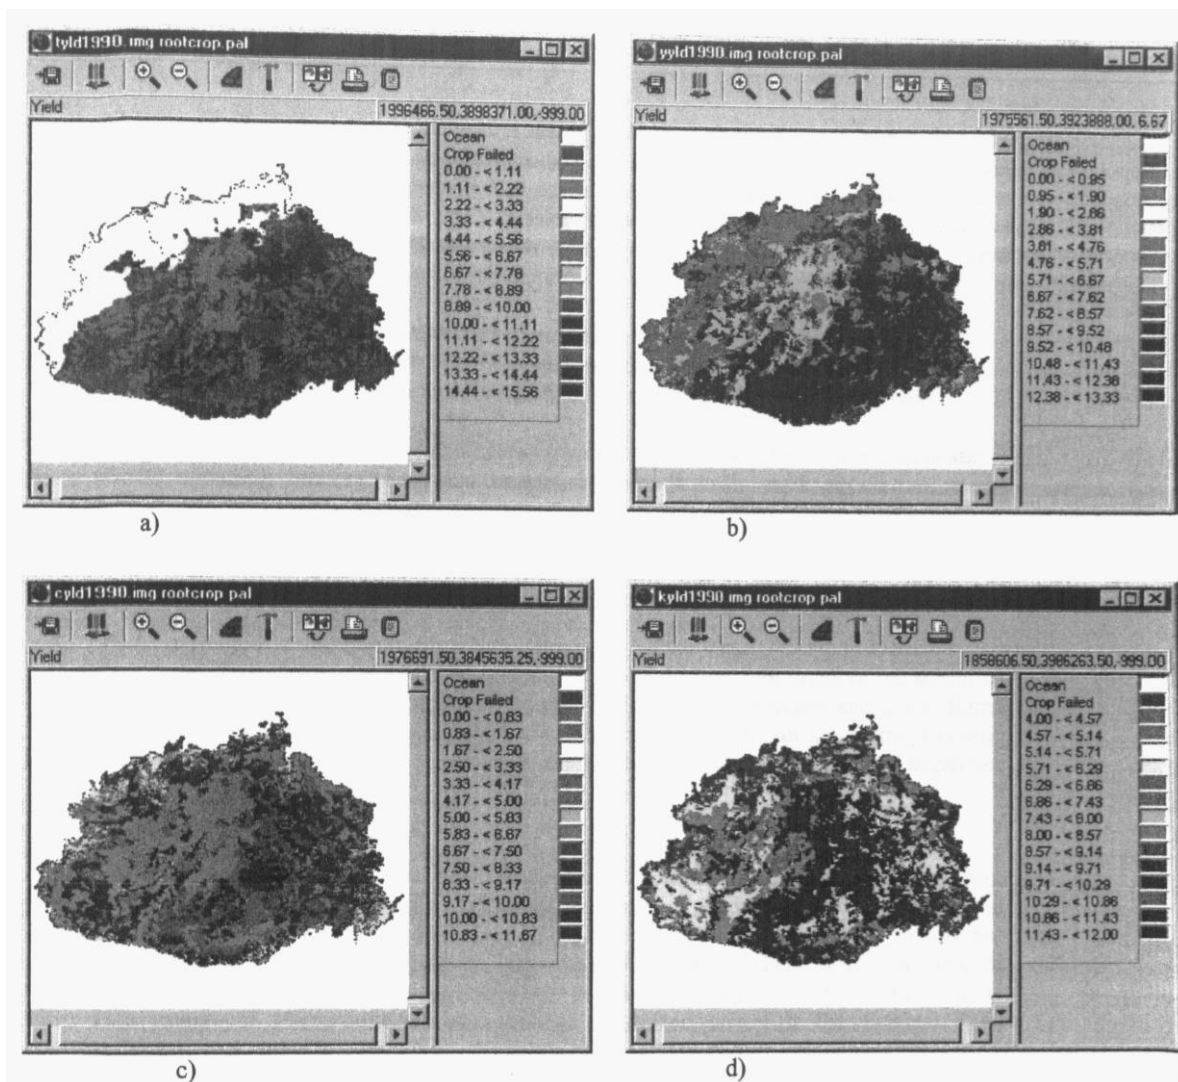 tyld1990.img rootcrop.pal
Yield
1996466.50,3898371.00,-999.00
Ocean
Crop Failed
0.00 - < 1.11
1.11 - < 2.22
2.22 - < 3.33
3.33 - < 4.44
4.44 - < 5.56
5.56 - < 6.67
6.67 - < 7.78
7.78 - < 8.89
8.89 - < 10.00
10.00 - < 11.11
11.11 - < 12.22
12.22 - < 13.33
13.33 - < 14.44
14.44 - < 15.56
a)
yyld1990.img rootcrop.pal
Yield
1975561.50,3923888.00, 6.67
Ocean
Crop Failed
0.00 - < 0.95
0.95 - < 1.90
1.90 - < 2.86
2.86 - < 3.81
3.81 - < 4.76
4.76 - < 5.71
5.71 - < 6.67
6.67 - < 7.62
7.62 - < 8.57
8.57 - < 9.52
9.52 - < 10.48
10.48 - < 11.43
11.43 - < 12.38
12.38 - < 13.33
b)
cyld1990.img rootcrop.pal
Yield
1976691.50,3845635.25,-999.00
Ocean
Crop Failed
0.00 - < 0.83
0.83 - < 1.67
1.67 - < 2.50
2.50 - < 3.33
3.33 - < 4.17
4.17 - < 5.00
5.00 - < 5.83
5.83 - < 6.67
6.67 - < 7.50
7.50 - < 8.33
8.33 - < 9.17
9.17 - < 10.00
10.00 - < 10.83
10.83 - < 11.67
c)
kyld1990.img rootcrop.pal
Yield
1858606.50,3986263.50,-999.00
Ocean
Crop Failed
4.00 - < 4.57
4.57 - < 5.14
5.14 - < 5.71
5.71 - < 6.29
6.29 - < 6.86
6.86 - < 7.43
7.43 - < 8.00
8.00 - < 8.57
8.57 - < 9.14
9.14 - < 9.71
9.71 - < 10.29
10.29 - < 10.86
10.86 - < 11.43
11.43 - < 12.00
d)